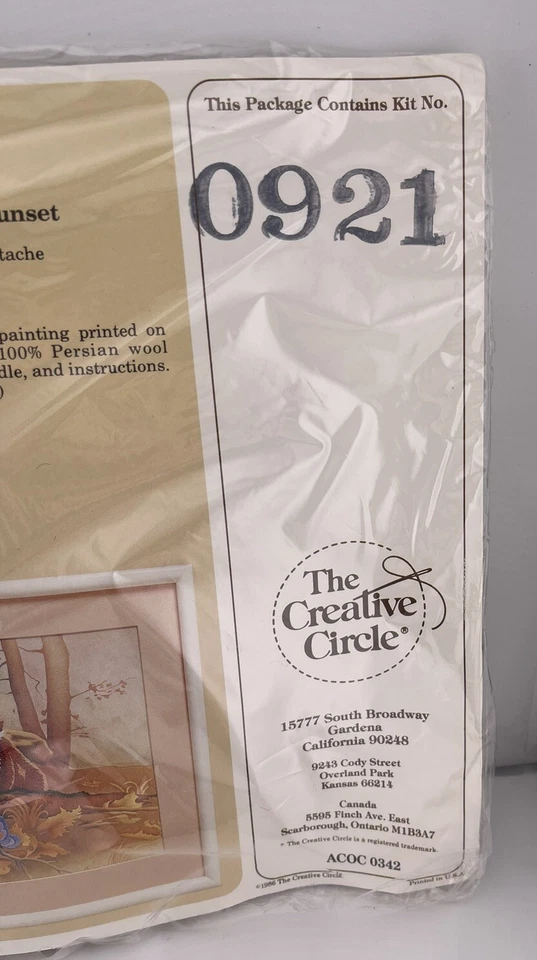 unset
tache
painting printed on
100% Persian wool
dle, and instructions.
)
This Package Contains Kit No.
0921
The
Creative
Circle®
15777 South Broadway
Gardena
California 90248
9243 Cody Street
Overland Park
Kansas 66214
Canada
5595 Finch Ave. East
Scarborough, Ontario M1B3A7
* The Creative Circle is a registered trademark.
ACOC 0342
©1986 The Creative Circle
Printed in U.S.A.